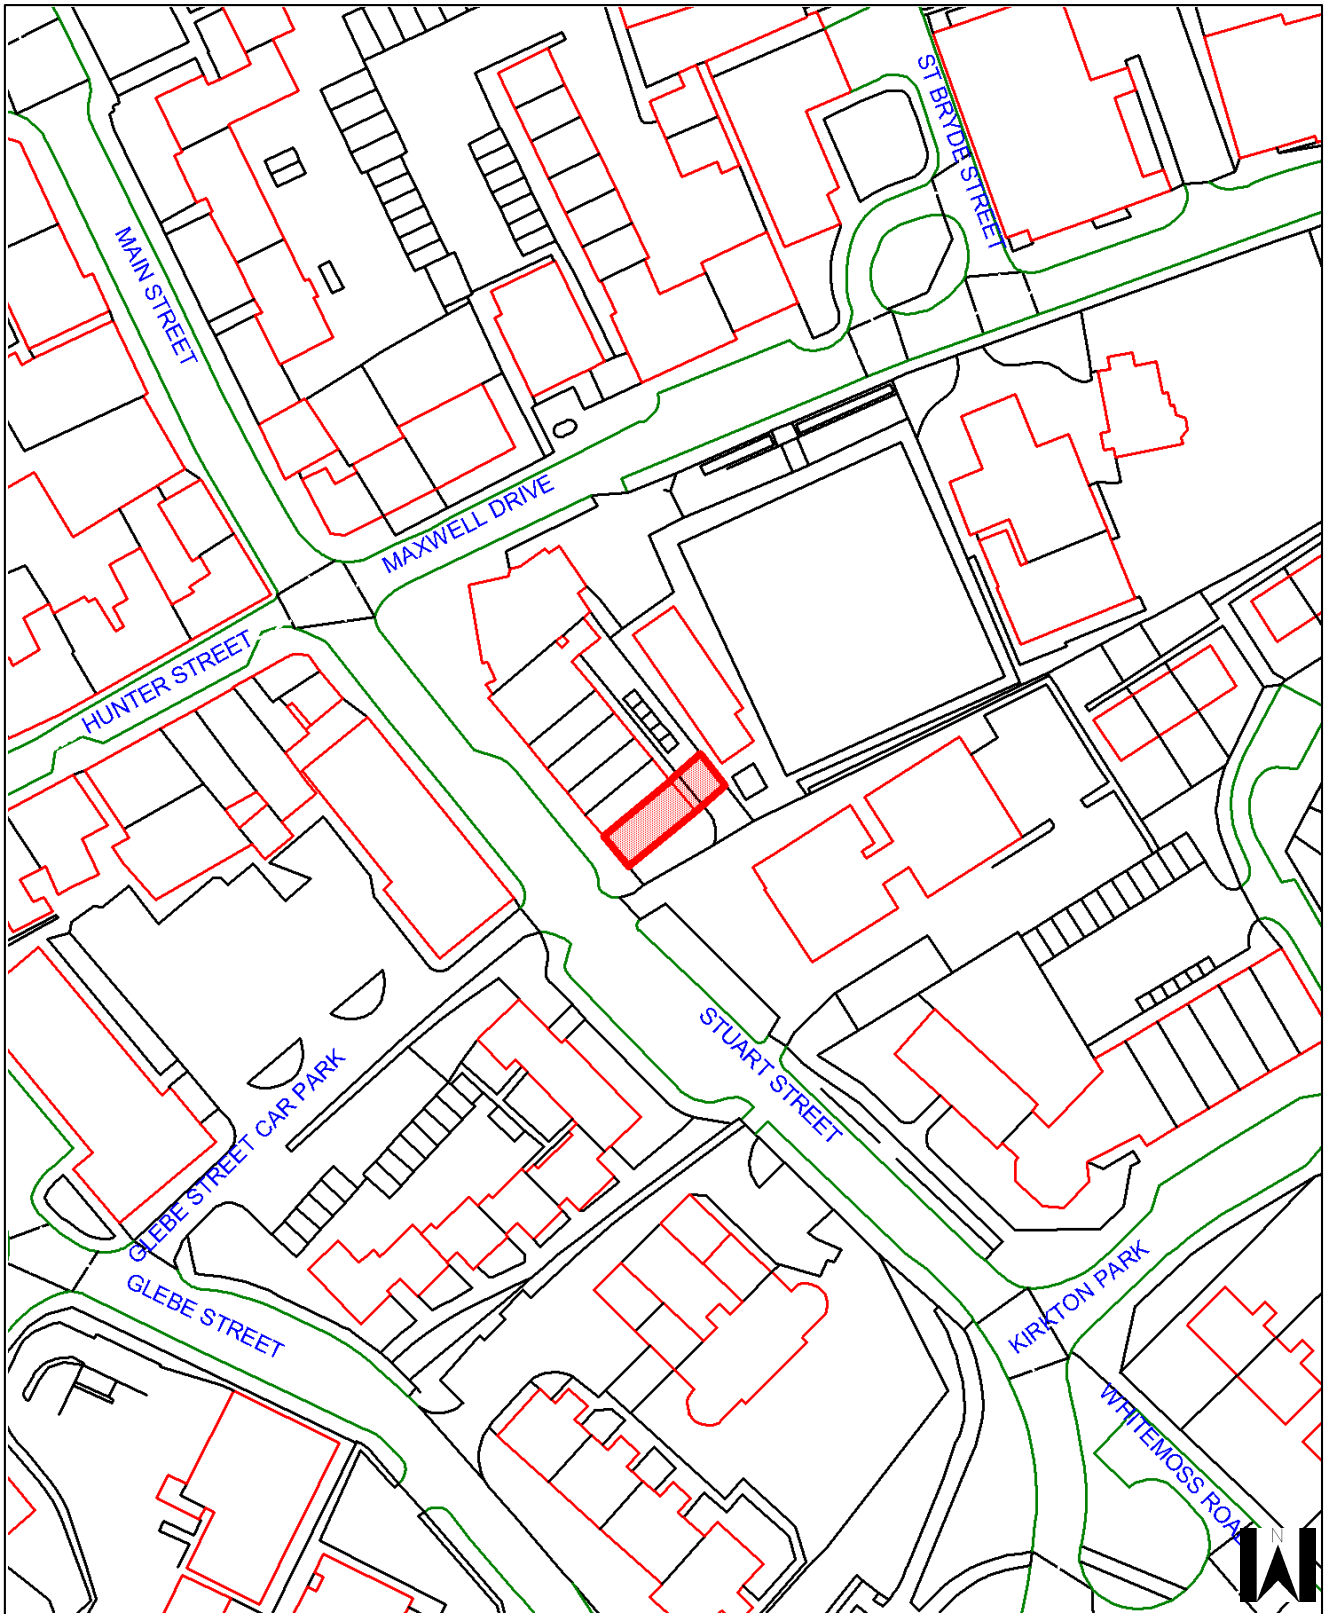 ST BRYDE STREET
MAIN STREET
MAXWELL DRIVE
HUNTER STREET
STUART STREET
GLEBE STREET CAR PARK
GLEBE STREET
KIRKTON PARK
WHITEMOSS ROAD
N